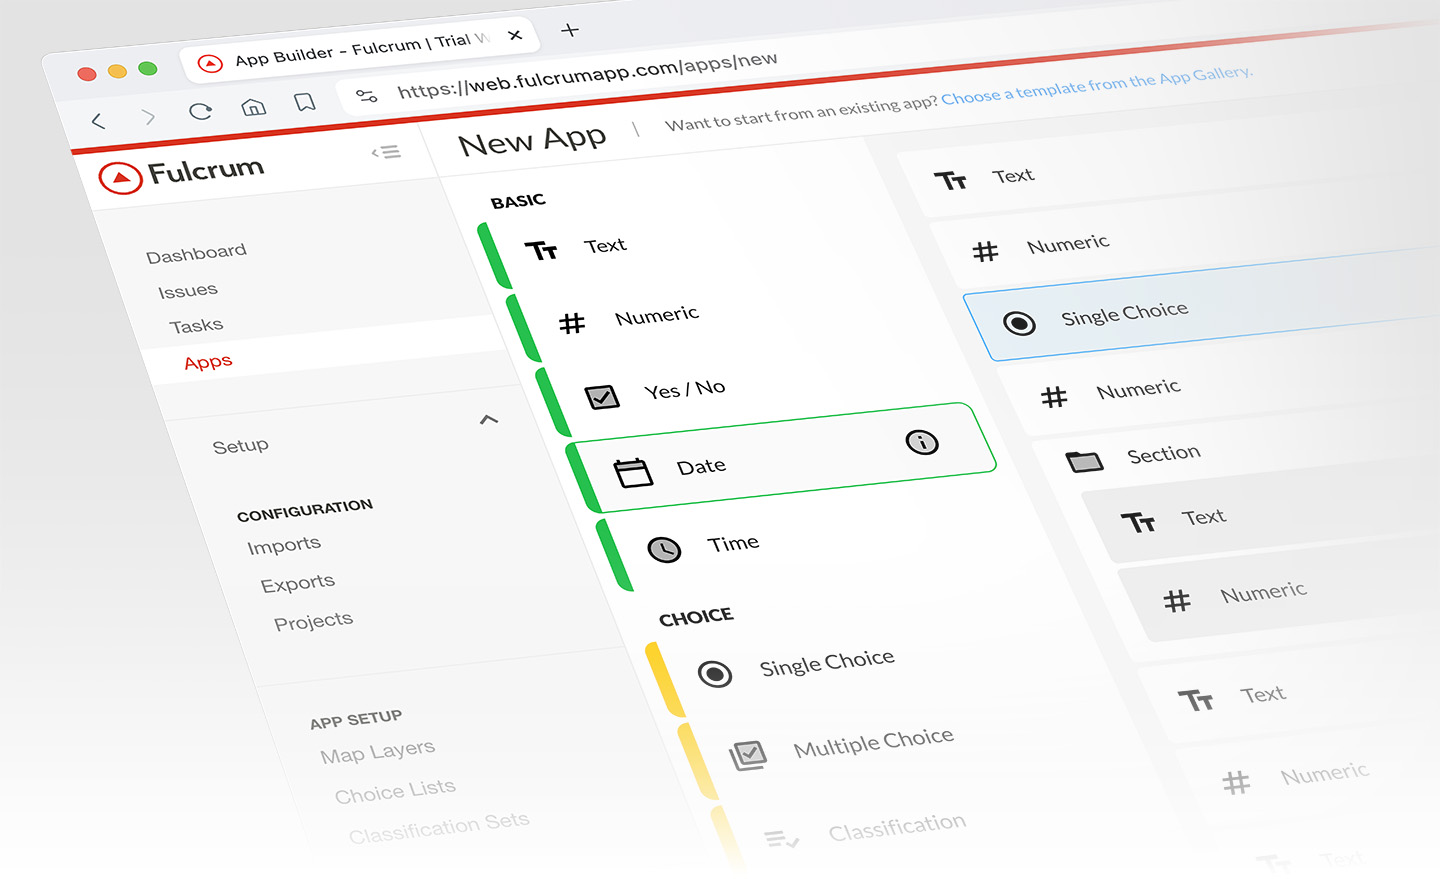 App Builder - Fulcrum | Trial W
https://web.fulcrumapp.com/apps/new
Fulcrum
New App | Want to start from an existing app? Choose a template from the App Gallery.
Dashboard
Issues
Tasks
Apps
Setup
CONFIGURATION
Imports
Exports
Projects
APP SETUP
Map Layers
Choice Lists
Classification Sets
BASIC
Text
Numeric
Yes / No
Date
Time
CHOICE
Single Choice
Multiple Choice
Classification
Text
Numeric
Single Choice
Numeric
Section
Text
Numeric
Text
Numeric
Text